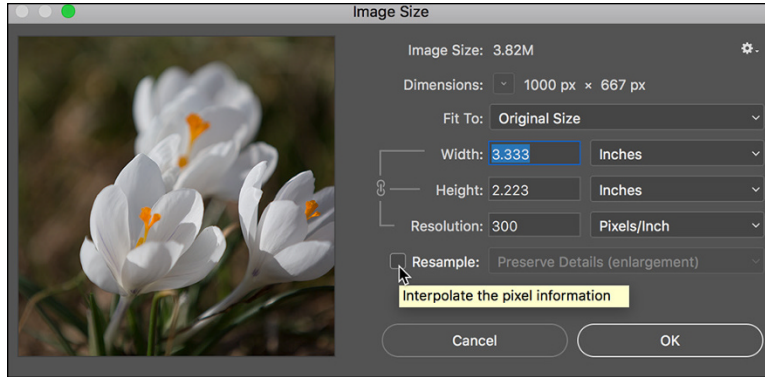 Image Size
Image Size: 3.82M
Dimensions: 1000 px × 667 px
Fit To: Original Size
Width: 3.333 Inches
Height: 2.223 Inches
Resolution: 300 Pixels/Inch
Resample: Preserve Details (enlargement)
Interpolate the pixel information
Cancel OK